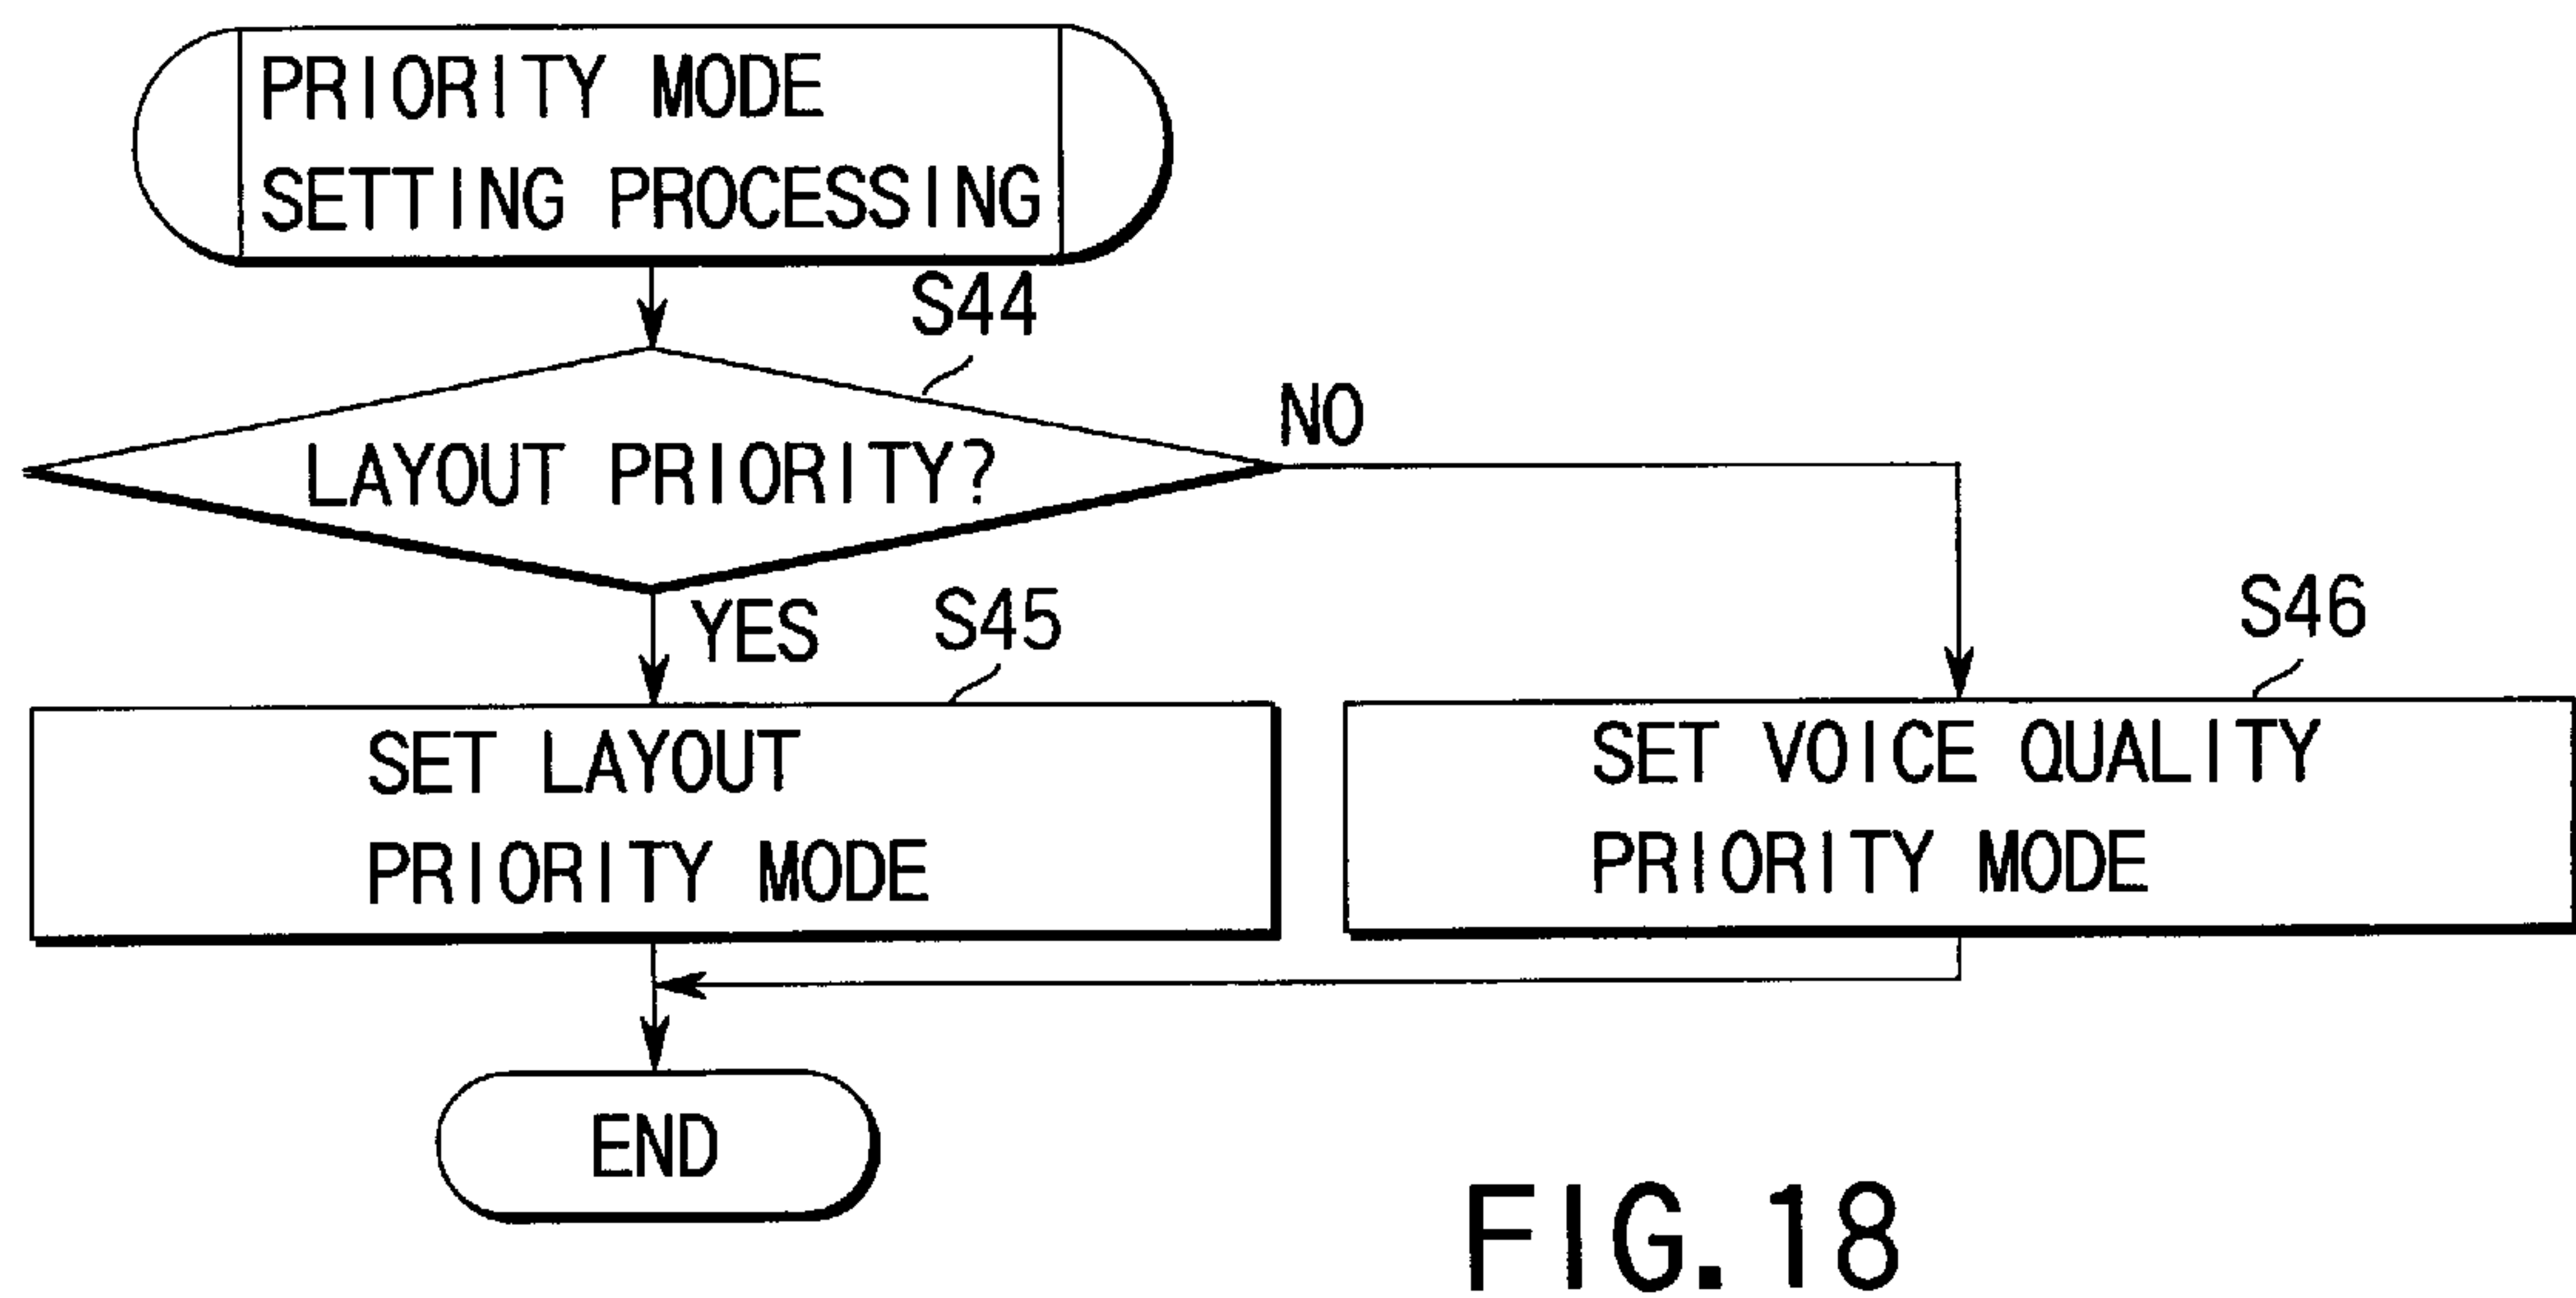 PRIORITY MODE
SETTING PROCESSING
S44
LAYOUT PRIORITY?
NO
YES
S45
SET LAYOUT
PRIORITY MODE
S46
SET VOICE QUALITY
PRIORITY MODE
END
FIG.18